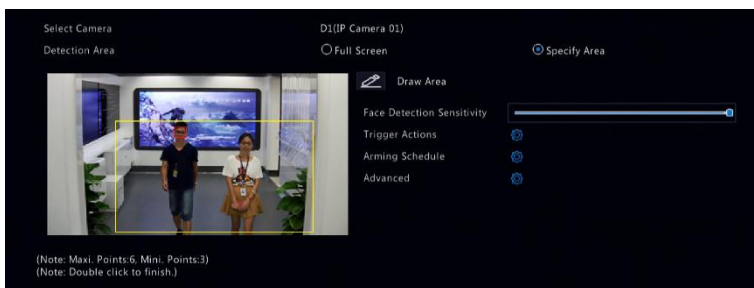 Select Camera D1(IP Camera 01)
Detection Area Full Screen Specify Area
Draw Area
Face Detection Sensitivity
Trigger Actions
Arming Schedule
Advanced
(Note: Maxi. Points:6, Mini. Points:3)
(Note: Double click to finish.)